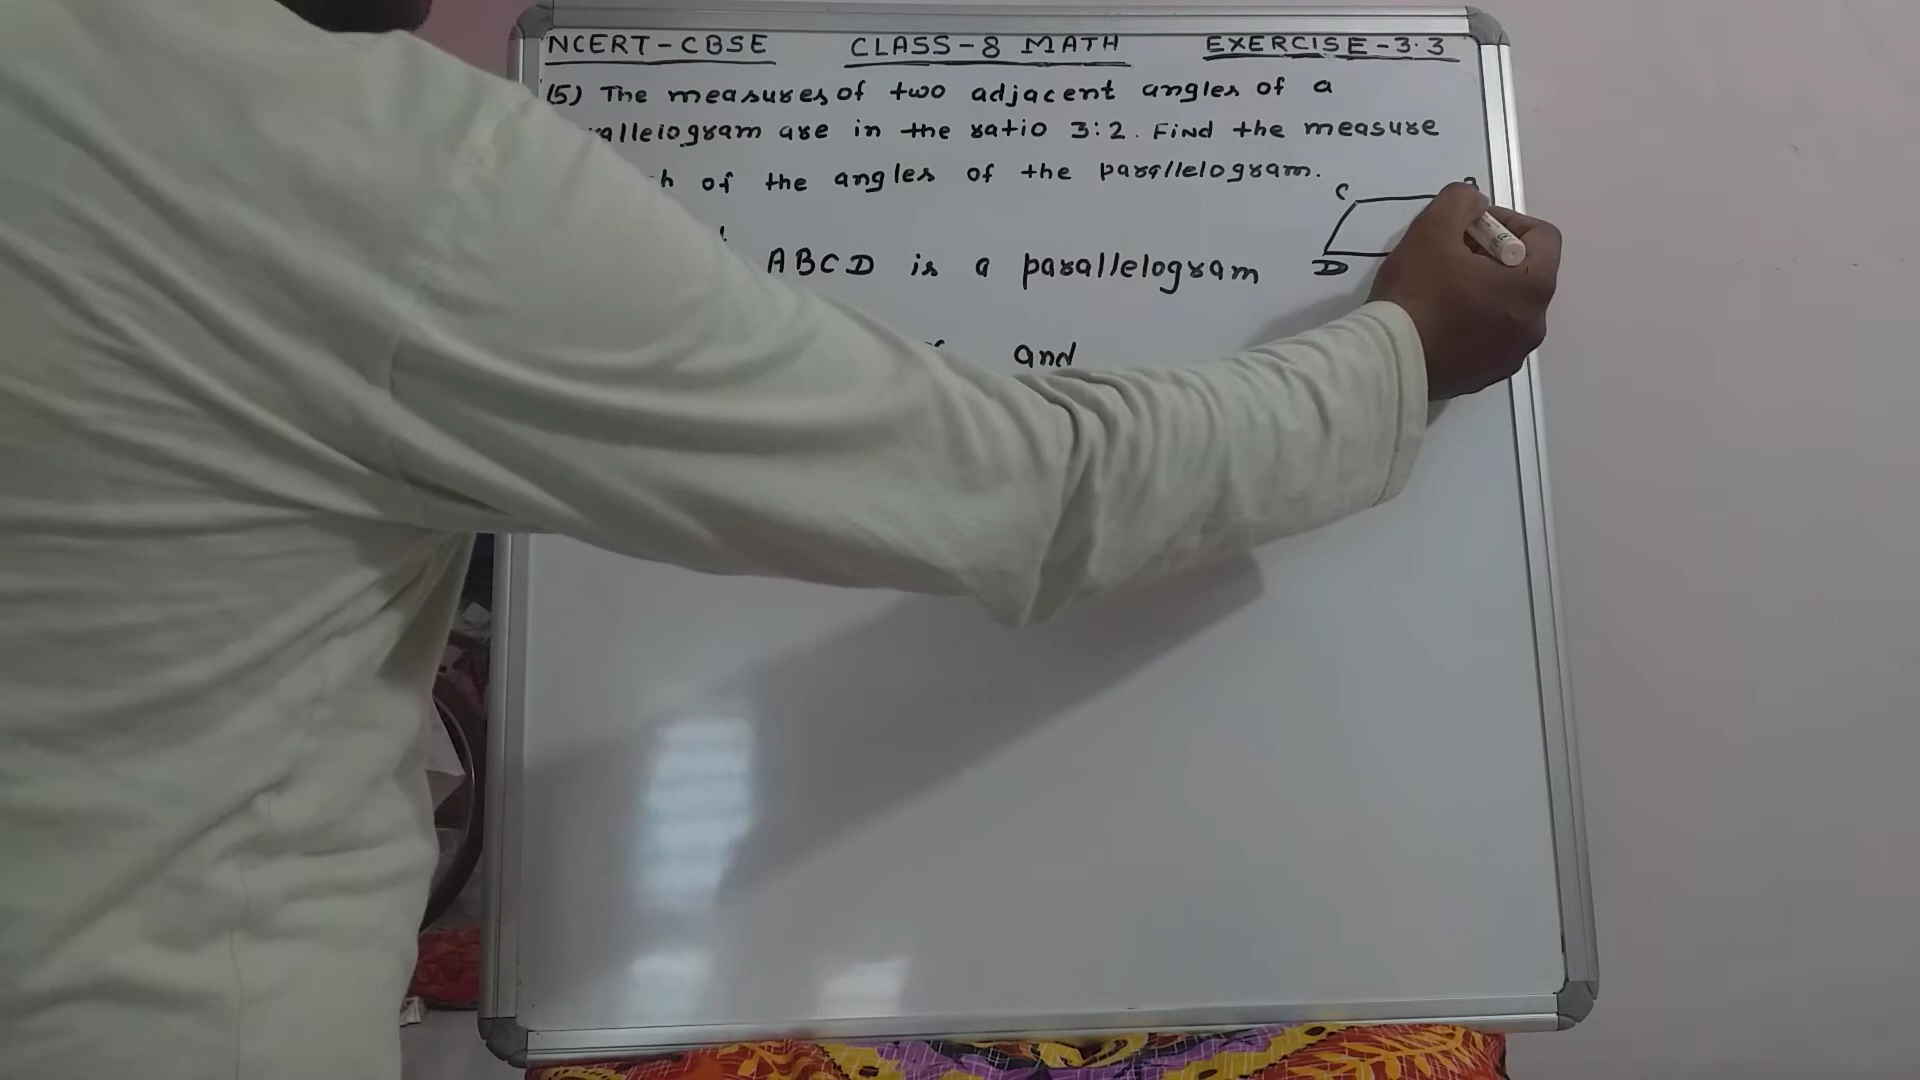 NCERT-CBSE CLASS-8 MATH EXERCISE-3.3
(5) The measures of two adjacent angles of a
are in the ratio 3:2. Find the measure
of the angles of the parallelogram.
C
ABCD is a parallelogram D
and